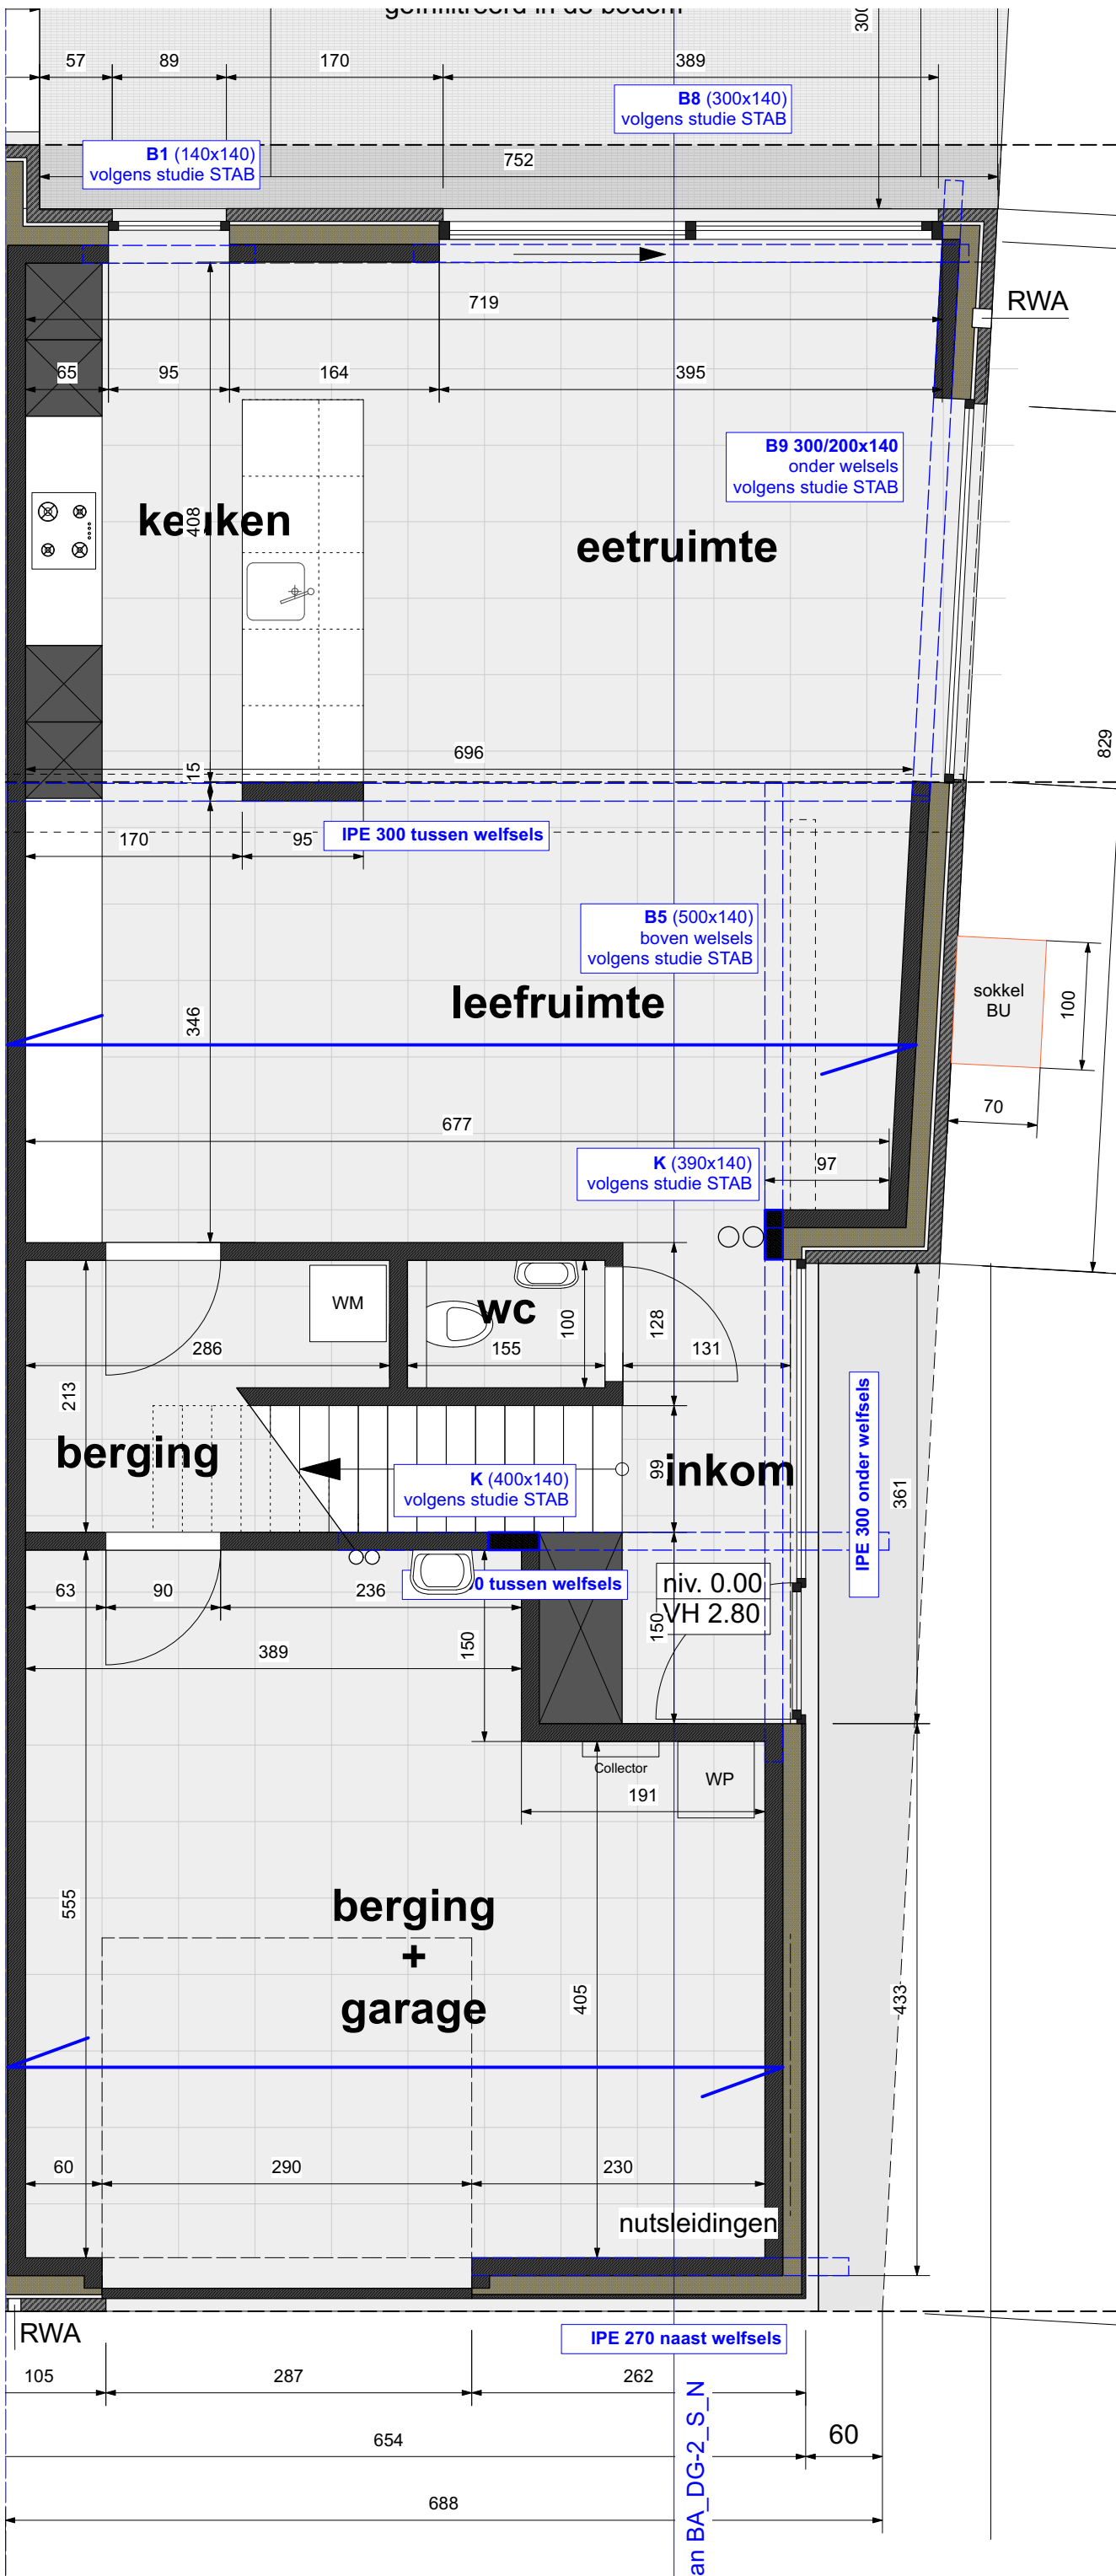 geïnfiltreerd in de bodem
300
57
89
170
389
B8 (300x140)
volgens studie STAB
B1 (140x140)
volgens studie STAB
752
RWA
719
65
95
164
395
B9 300/200x140
onder welsels
volgens studie STAB
keuken
408
eetruimte
696
829
15
IPE 300 tussen welfsels
170
95
B5 (500x140)
boven welsels
volgens studie STAB
leefruimte
sokkel
BU
100
346
70
677
K (390x140)
volgens studie STAB
97
WM
wc
100
128
286
155
131
213
berging
K (400x140)
volgens studie STAB
99
inkom
IPE 300 onder welfsels
361
63
90
236
0 tussen welfsels
niv. 0.00
VH 2.80
150
150
389
Collector
WP
191
555
berging
+
garage
405
433
60
290
230
nutsleidingen
RWA
IPE 270 naast welfsels
105
287
262
an BA_DG-2_S_N
654
60
688